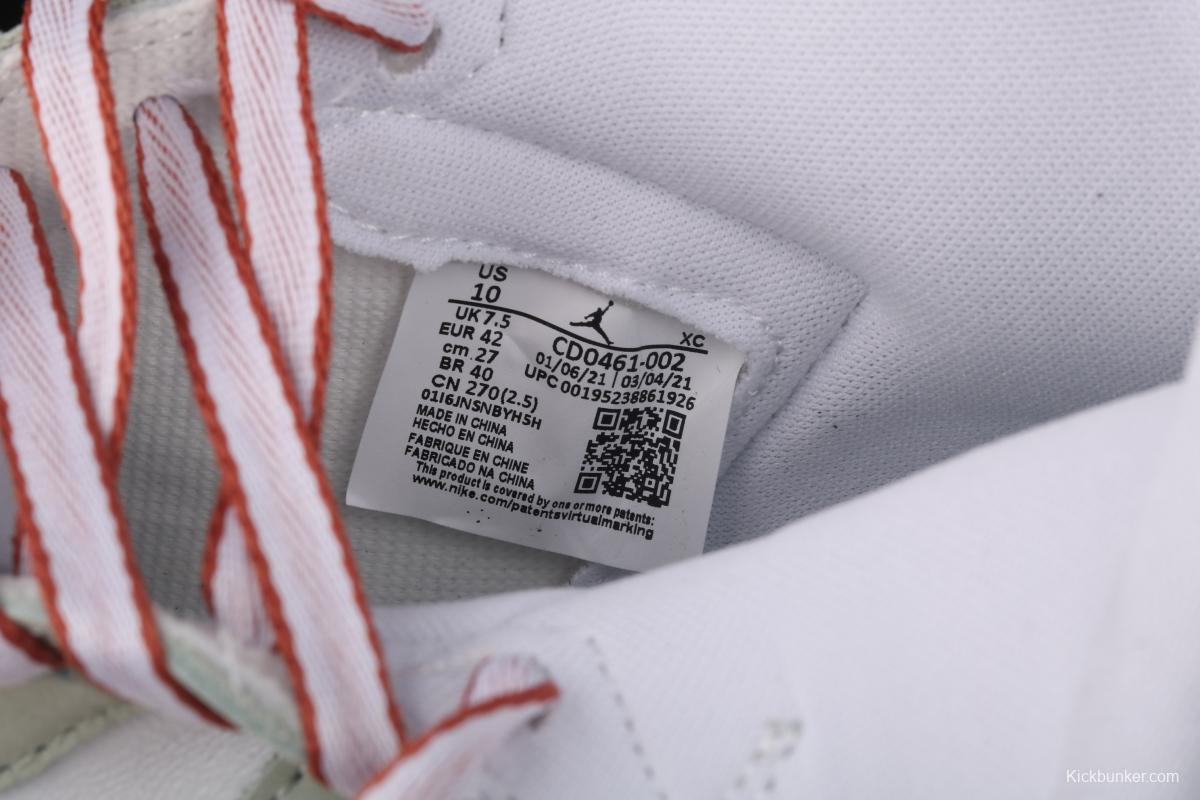 US
10
UK 7.5
EUR 42
cm 27
BR 40
CN 270(2.5)
XC
CD0461-002
01/06/21 | 03/04/21
UPC 00195238861926
01I6JNSNBYH5H
MADE IN CHINA
HECHO EN CHINA
FABRIQUE EN CHINE
FABRICADO NA CHINA
This product is covered by one or more patents:
www.nike.com/patentsvirtualmarking
Kickbunker.com